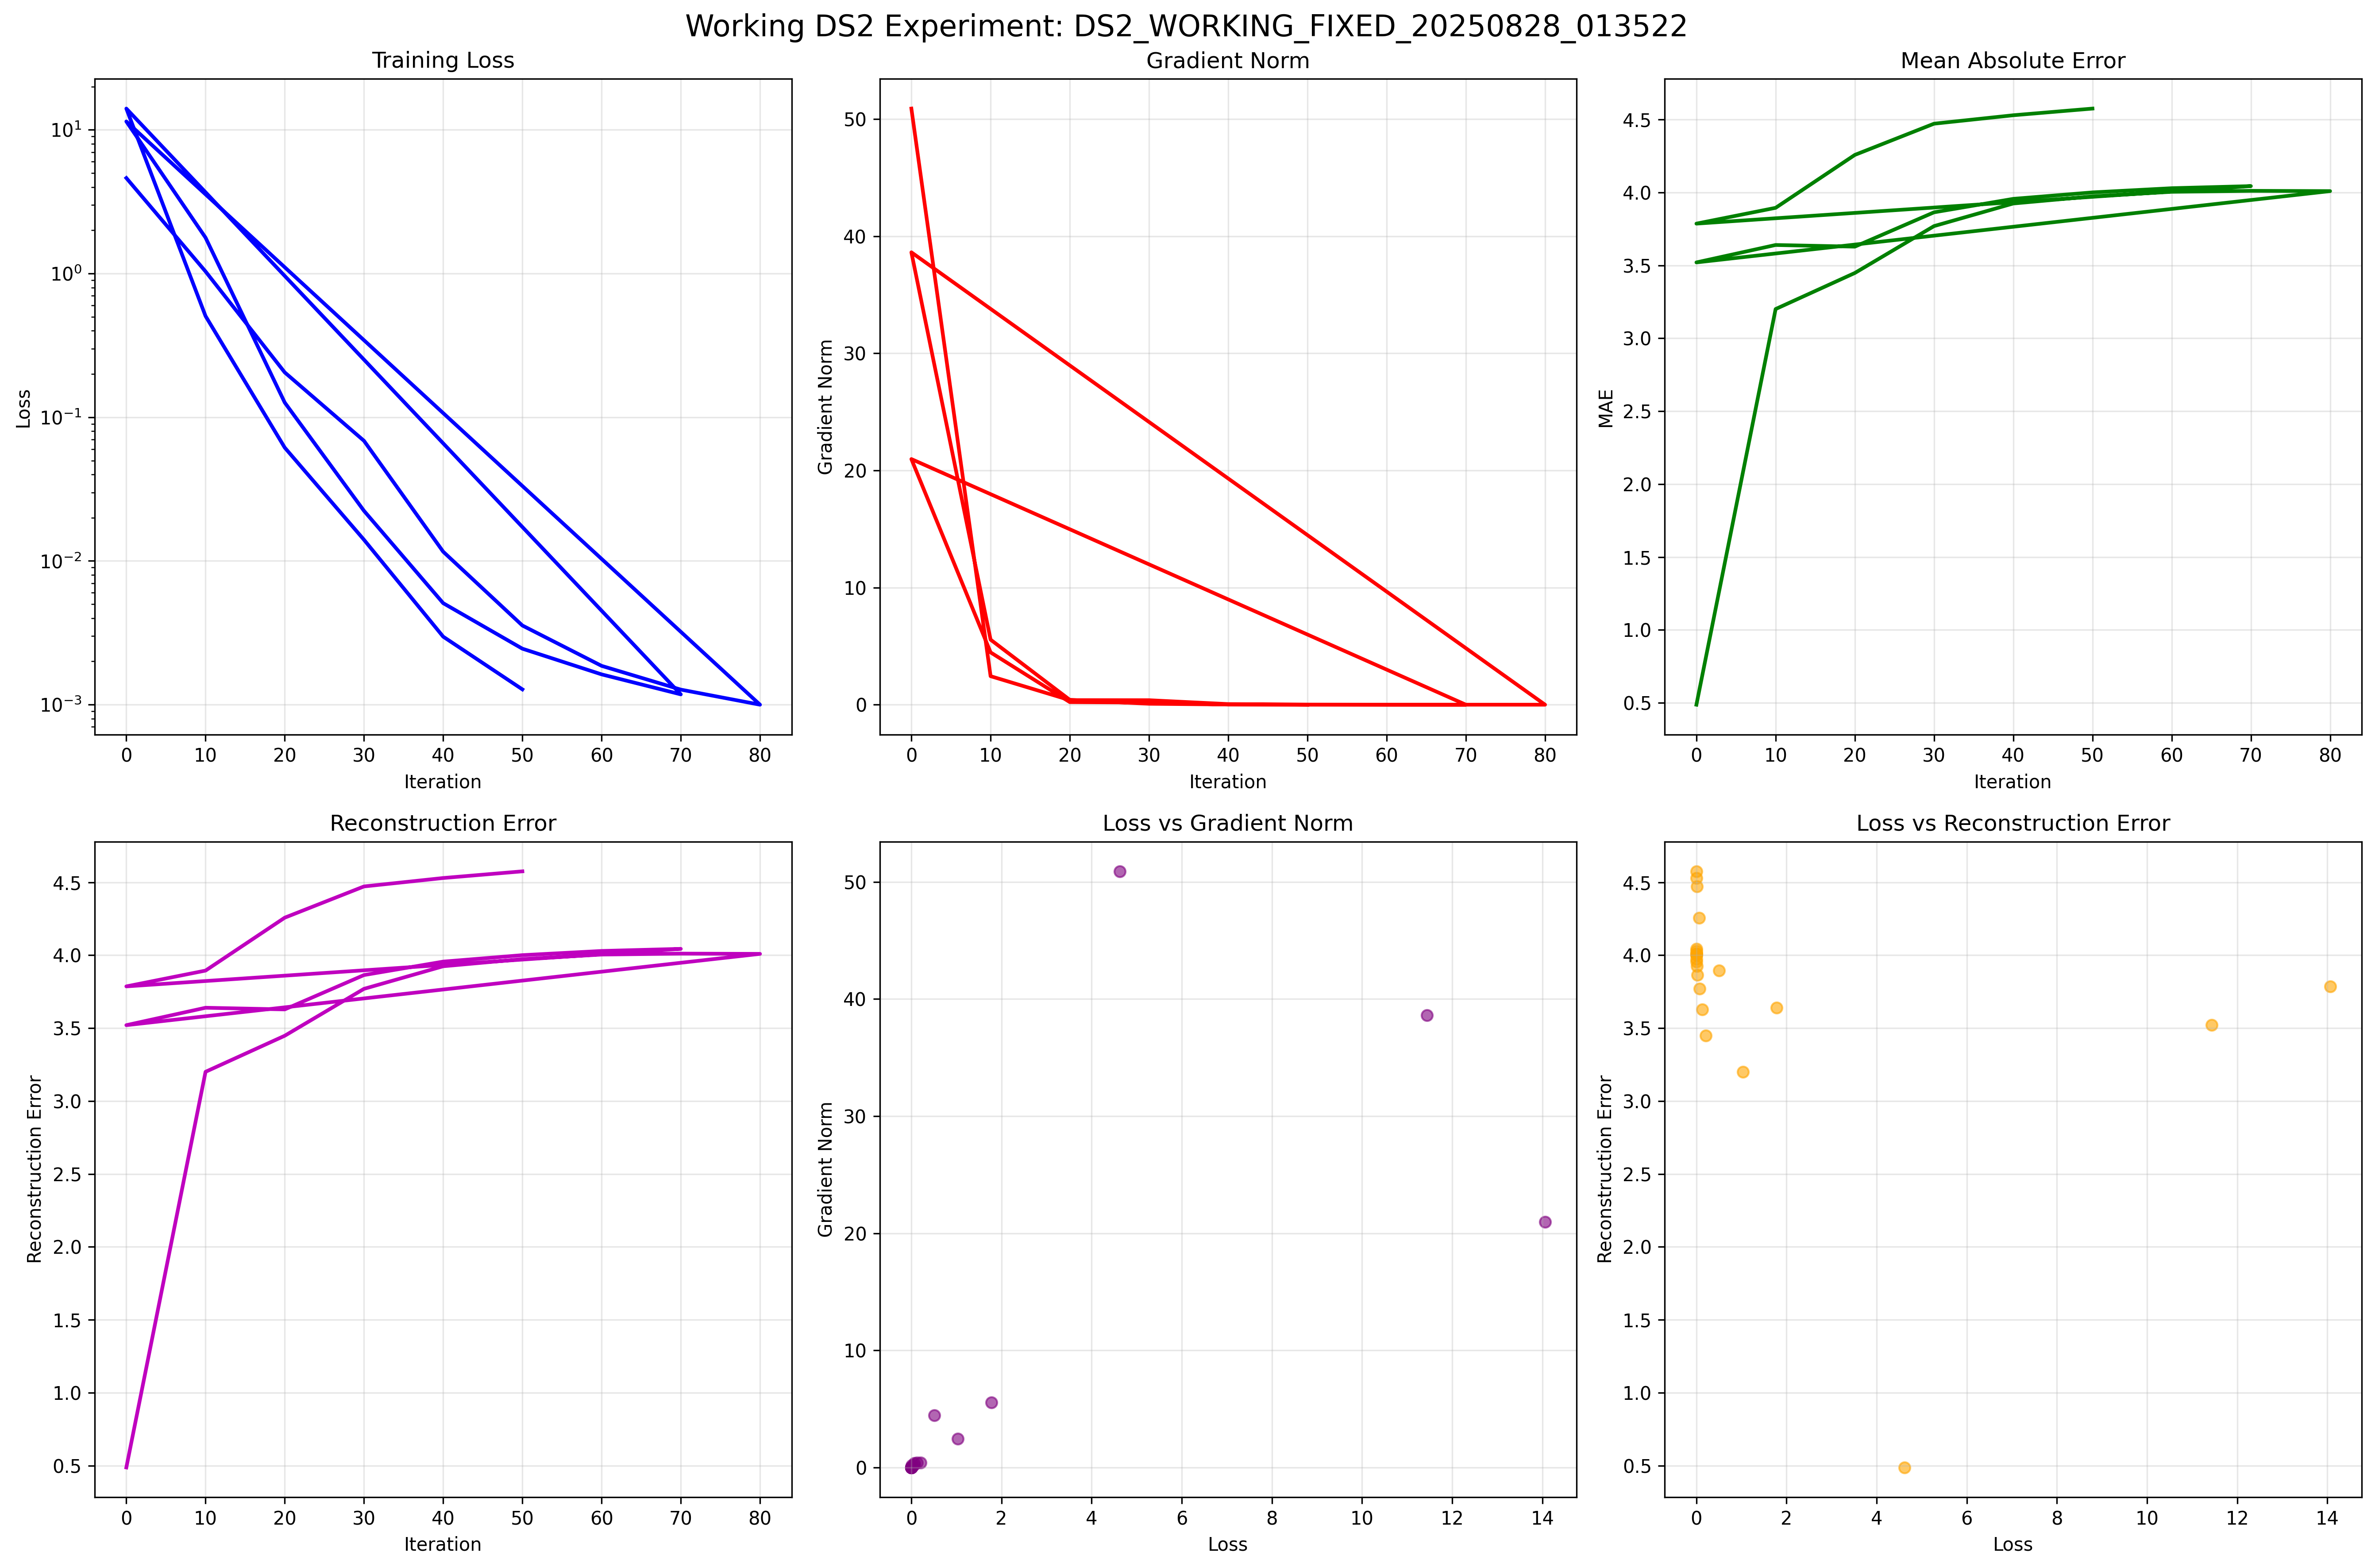 Working DS2 Experiment: DS2_WORKING_FIXED_20250828_013522
Training Loss
Loss
10¹
10⁰
10⁻¹
10⁻²
10⁻³
0 10 20 30 40 50 60 70 80
Iteration
Gradient Norm
Gradient Norm
50
40
30
20
10
0
0 10 20 30 40 50 60 70 80
Iteration
Mean Absolute Error
MAE
4.5
4.0
3.5
3.0
2.5
2.0
1.5
1.0
0.5
0 10 20 30 40 50 60 70 80
Iteration
Reconstruction Error
Reconstruction Error
4.5
4.0
3.5
3.0
2.5
2.0
1.5
1.0
0.5
0 10 20 30 40 50 60 70 80
Iteration
Loss vs Gradient Norm
Gradient Norm
50
40
30
20
10
0
0 2 4 6 8 10 12 14
Loss
Loss vs Reconstruction Error
Reconstruction Error
4.5
4.0
3.5
3.0
2.5
2.0
1.5
1.0
0.5
0 2 4 6 8 10 12 14
Loss